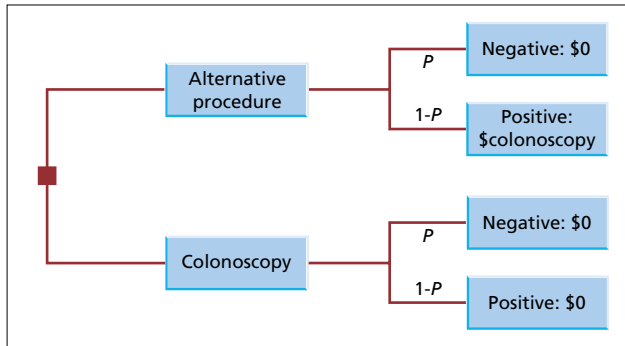 Alternative
procedure
P
Negative: $0
1-P
Positive:
$colonoscopy
Colonoscopy
P
Negative: $0
1-P
Positive: $0